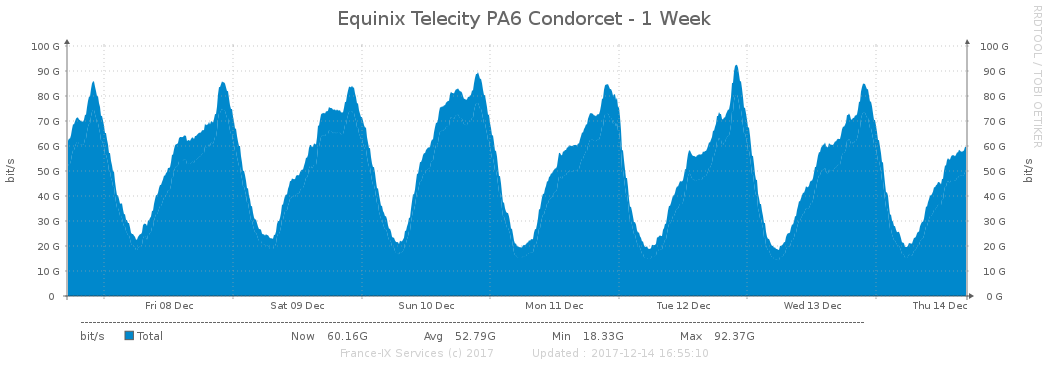 Equinix Telecity PA6 Condorcet - 1 Week
RRDTOOL / TOBI OETIKER
bit/s
bit/s
100 G 100 G
90 G 90 G
80 G 80 G
70 G 70 G
60 G 60 G
50 G 50 G
40 G 40 G
30 G 30 G
20 G 20 G
10 G 10 G
0 0 G
Fri 08 Dec Sat 09 Dec Sun 10 Dec Mon 11 Dec Tue 12 Dec Wed 13 Dec Thu 14 Dec
bit/s Total Now 60.16G Avg 52.79G Min 18.33G Max 92.37G
France-IX Services (c) 2017 Updated : 2017-12-14 16:55:10